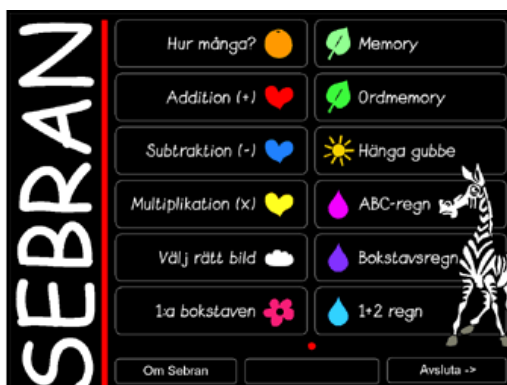 SEBRAN
Hur många?
Memory
Addition (+)
Ordmemory
Subtraktion (-)
Hänga gubbe
Multiplikation (x)
ABC-regn
Välj rätt bild
Bokstavsregn
1:a bokstaven
1+2 regn
Om Sebran
Avsluta ->